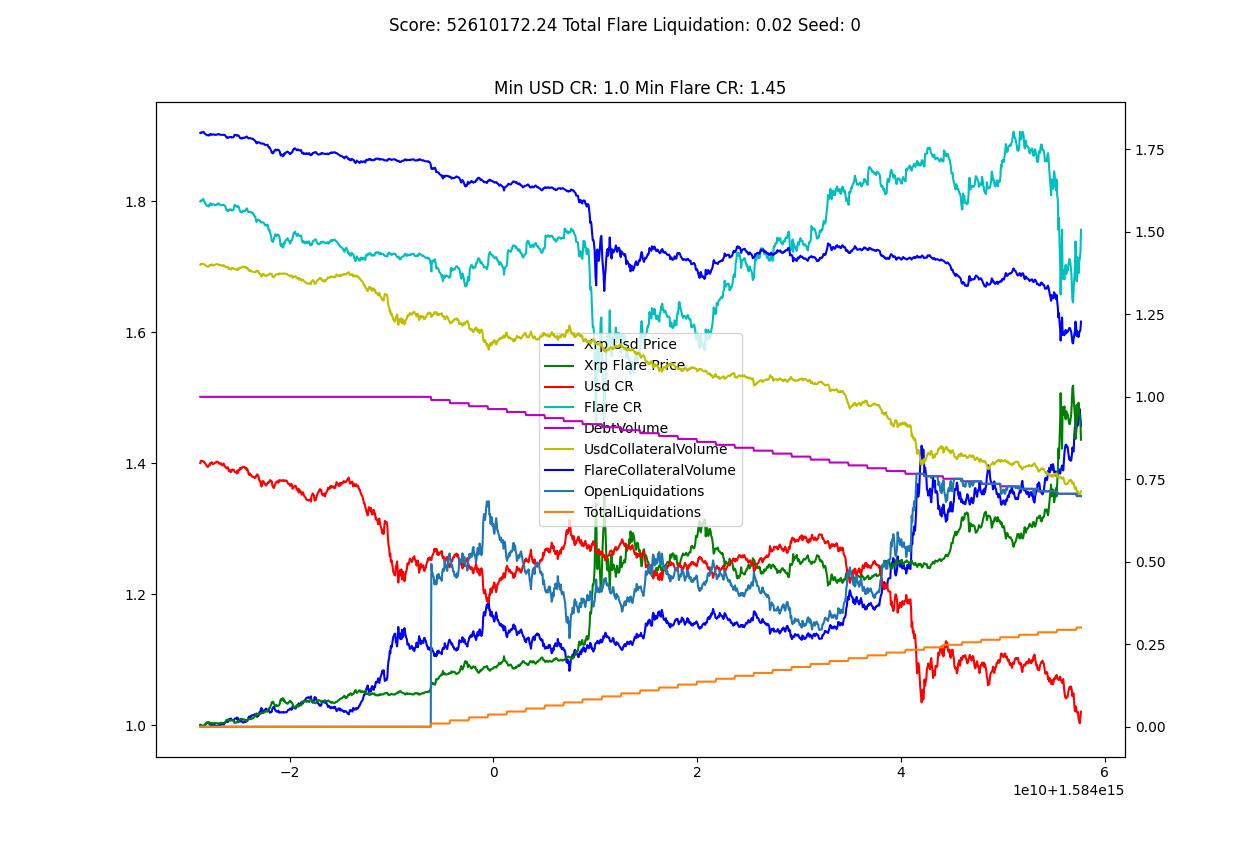 Score: 52610172.24 Total Flare Liquidation: 0.02 Seed: 0
Min USD CR: 1.0 Min Flare CR: 1.45
1.8
1.6
1.4
1.2
1.0
1.75
1.50
1.25
1.00
0.75
0.50
0.25
0.00
Xrp Usd Price
Xrp Flare Price
Usd CR
Flare CR
DebtVolume
UsdCollateralVolume
FlareCollateralVolume
OpenLiquidations
TotalLiquidations
−2 0 2 4 6
1e10+1.584e15